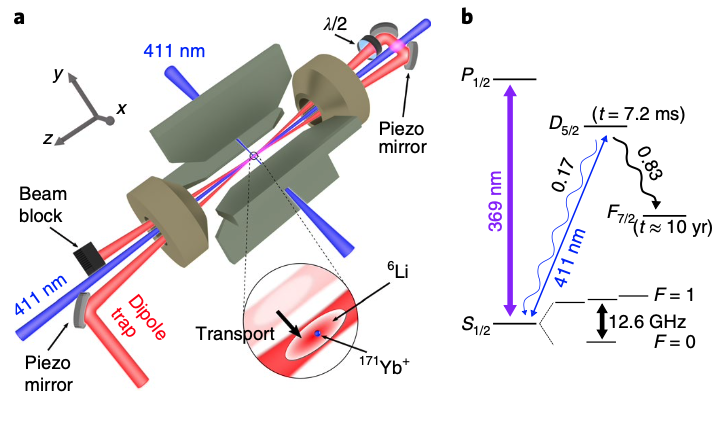 a
λ/2
411 nm
y
x
z
Piezo
mirror
Beam
block
411 nm
Dipole
trap
Piezo
mirror
Transport
⁶Li
¹⁷¹Yb⁺
b
P₁/₂
D₅/₂
(t = 7.2 ms)
0.17
0.83
369 nm
411 nm
F₇/₂
(t ≈ 10 yr)
F = 1
S₁/₂
12.6 GHz
F = 0